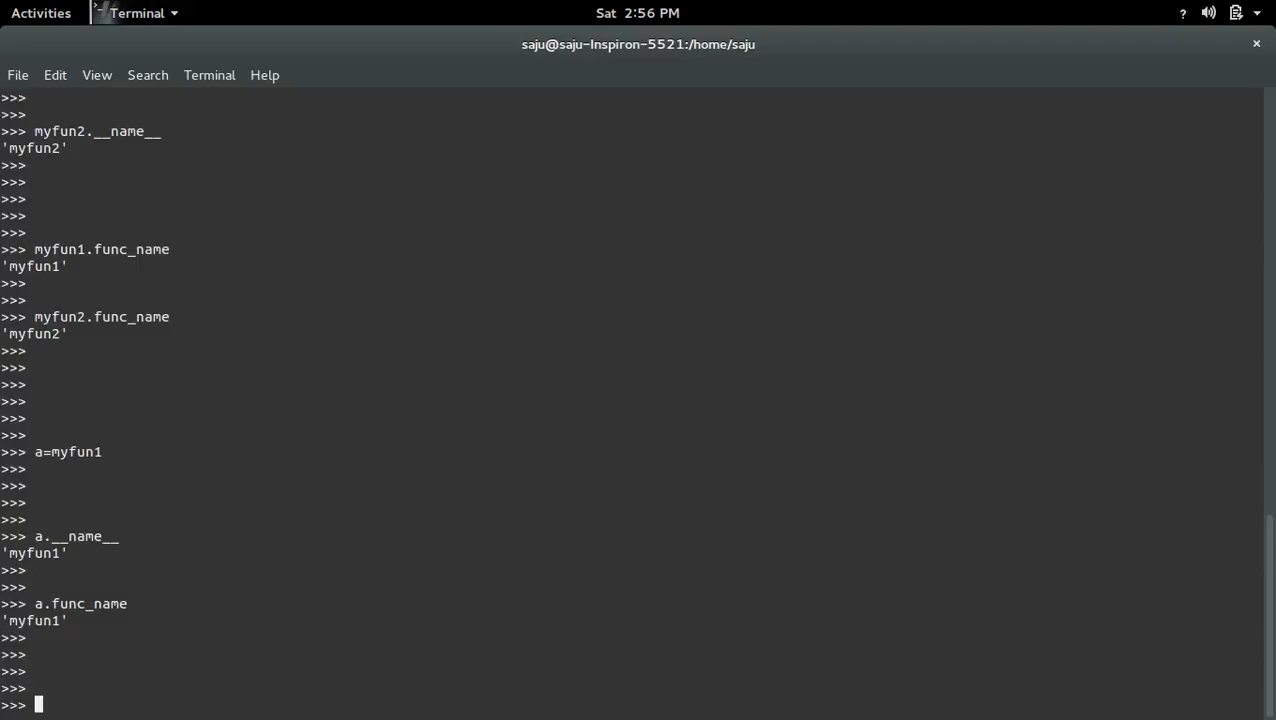 Activities Terminal Sat 2:56 PM ?
saju@saju-Inspiron-5521:/home/saju ×
File Edit View Search Terminal Help
>>>
>>>
>>> myfun2.__name__
'myfun2'
>>>
>>>
>>>
>>>
>>>
>>> myfun1.func_name
'myfun1'
>>>
>>>
>>> myfun2.func_name
'myfun2'
>>>
>>>
>>>
>>>
>>>
>>>
>>> a=myfun1
>>>
>>>
>>>
>>>
>>> a.__name__
'myfun1'
>>>
>>>
>>> a.func_name
'myfun1'
>>>
>>>
>>>
>>>
>>>